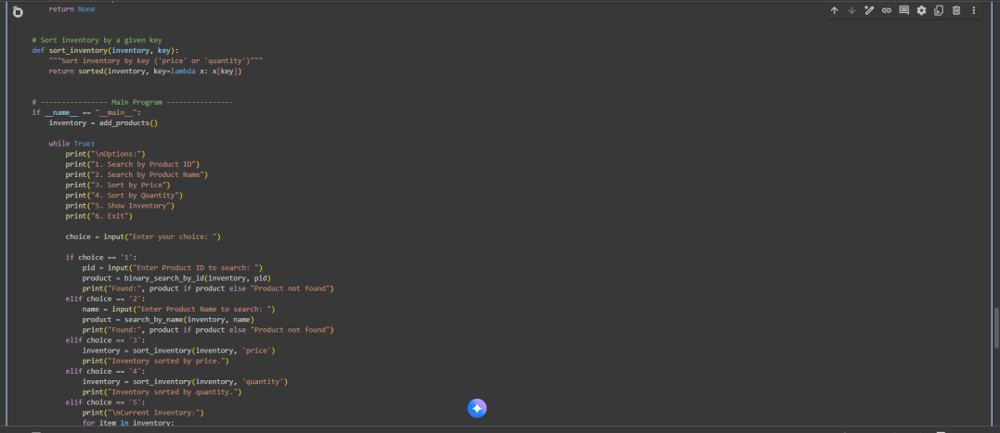 return None
# Sort inventory by a given key
def sort_inventory(inventory, key):
"""Sort inventory by key ('price' or 'quantity')"""
return sorted(inventory, key=lambda x: x[key])
# ---------------- Main Program ----------------
if __name__ == "__main__":
inventory = add_products()
while True:
print("\nOptions:")
print("1. Search by Product ID")
print("2. Search by Product Name")
print("3. Sort by Price")
print("4. Sort by Quantity")
print("5. Show Inventory")
print("6. Exit")
choice = input("Enter your choice: ")
if choice == '1':
pid = input("Enter Product ID to search: ")
product = binary_search_by_id(inventory, pid)
print("Found:", product if product else "Product not found")
elif choice == '2':
name = input("Enter Product Name to search: ")
product = search_by_name(inventory, name)
print("Found:", product if product else "Product not found")
elif choice == '3':
inventory = sort_inventory(inventory, 'price')
print("Inventory sorted by price.")
elif choice == '4':
inventory = sort_inventory(inventory, 'quantity')
print("Inventory sorted by quantity.")
elif choice == '5':
print("\nCurrent Inventory:")
for item in inventory: